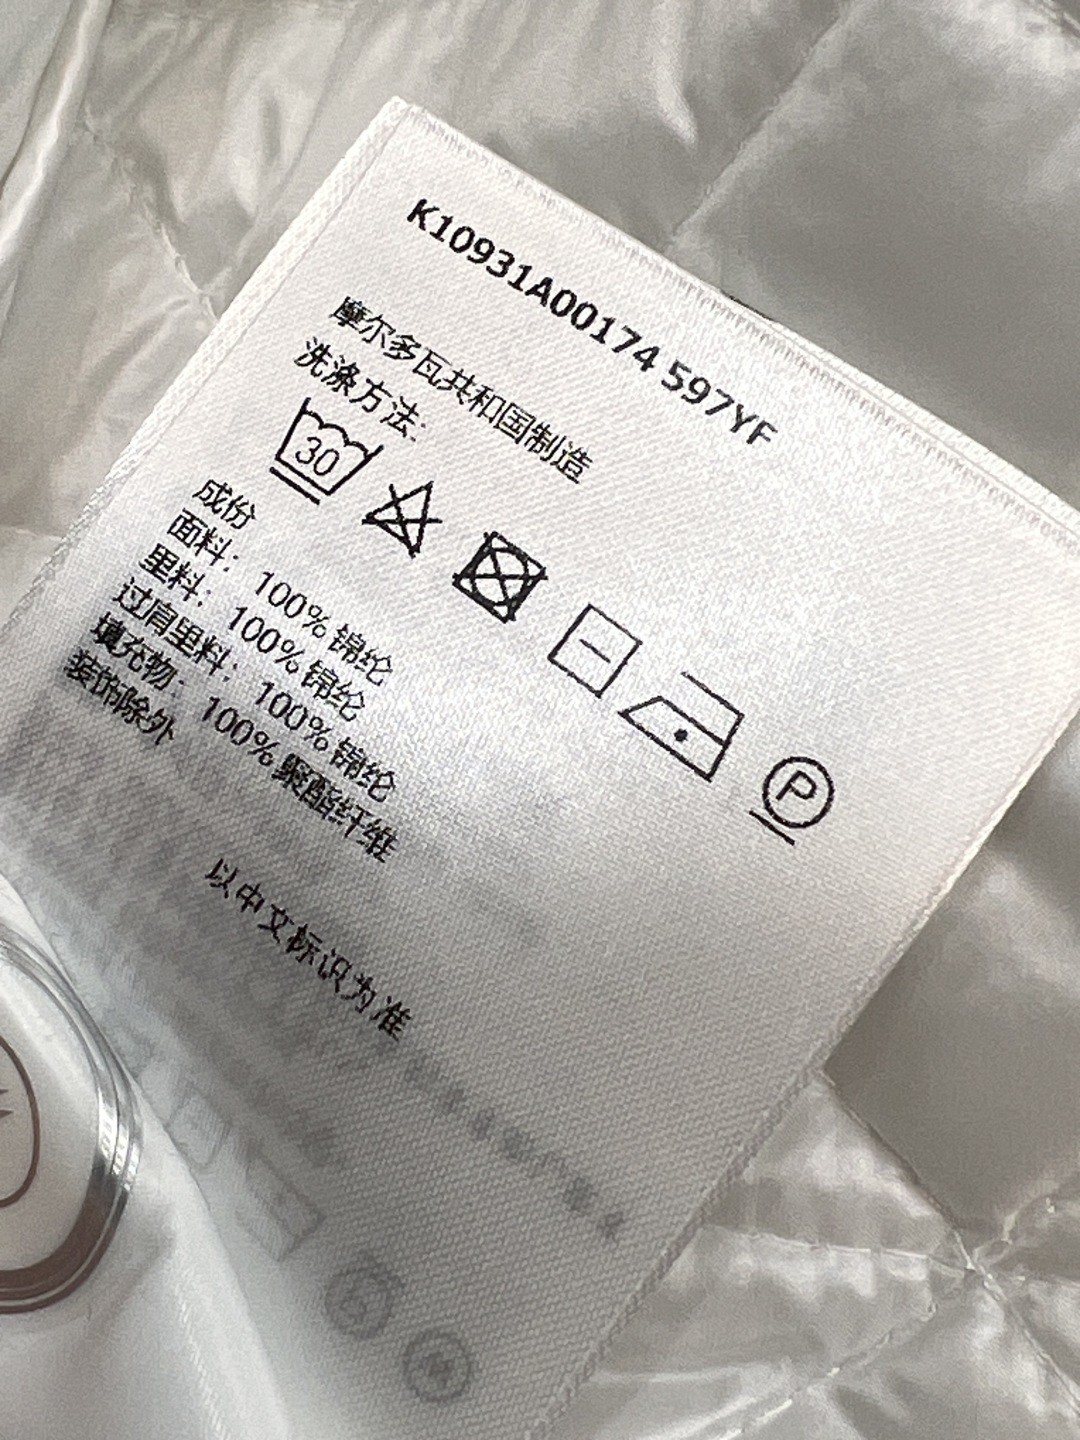 K10931A00174 597YF
摩尔多瓦共和国制造
洗涤方法:
30
P
成份
面料: 100% 锦纶
里料: 100% 锦纶
过肩里料: 100% 锦纶
填充物: 100% 聚酯纤维
装饰除外
以中文标识为准